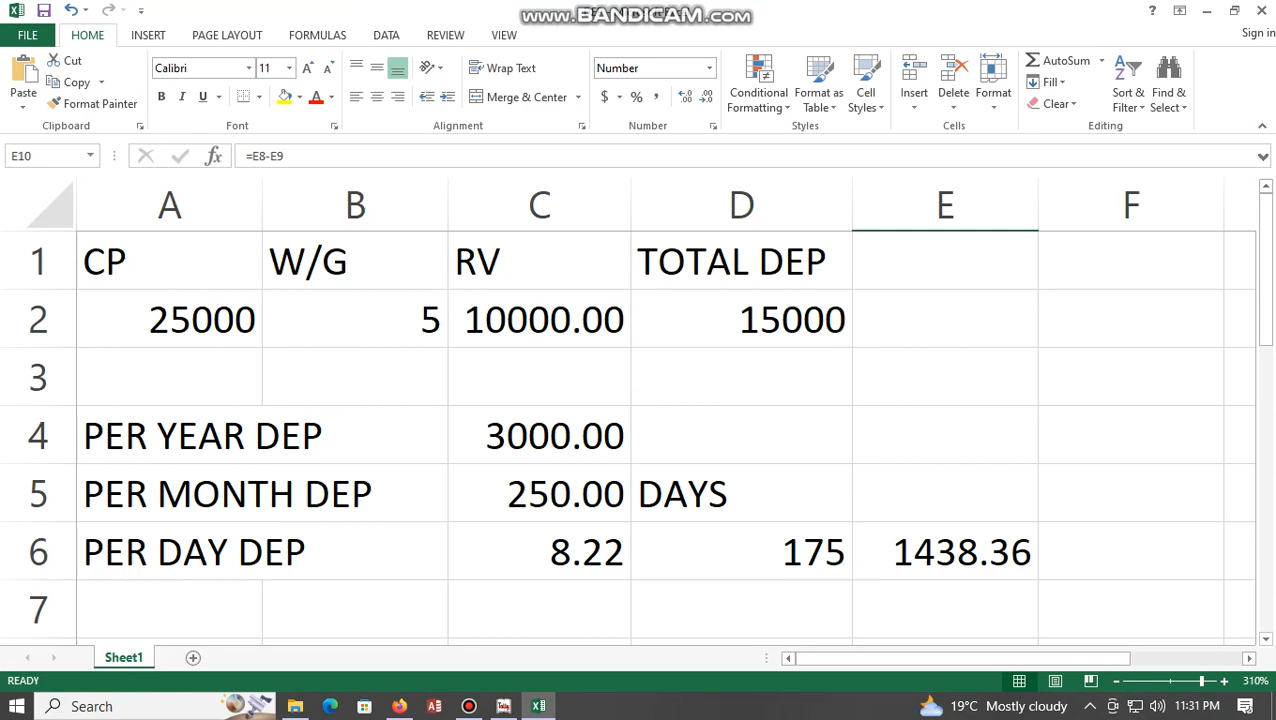 www.BANDICAM.com
FILE HOME INSERT PAGE LAYOUT FORMULAS DATA REVIEW VIEW Sign in
Cut
Copy
Format Painter
Paste
Clipboard
Calibri 11
B I U
Font
Wrap Text
Merge & Center
Alignment
Number
$ % ,
Number
Conditional Formatting
Format as Table
Cell Styles
Styles
Insert
Delete
Format
Cells
AutoSum
Fill
Clear
Sort & Filter
Find & Select
Editing
E10 fx =E8-E9
A B C D E F
1 CP W/G RV TOTAL DEP
2 25000 5 10000.00 15000
3
4 PER YEAR DEP 3000.00
5 PER MONTH DEP 250.00 DAYS
6 PER DAY DEP 8.22 175 1438.36
7
Sheet1
READY 310%
Search 19°C Mostly cloudy 11:31 PM